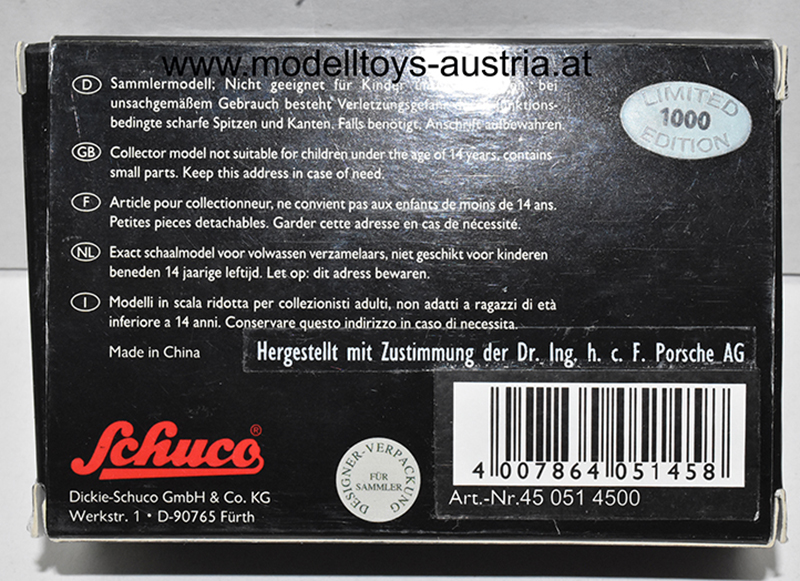 www.modelltoys-austria.at
D Sammlermodell; Nicht geeignet für Kinder bei
unsachgemäßem Gebrauch besteht Verletzungsgefahr
bedingte scharfe Spitzen und Kanten. Falls benötigt, Anschrift aufbewahren.
LIMITED
1000
EDITION
GB Collector model not suitable for children under the age of 14 years, contains
small parts. Keep this address in case of need.
F Article pour collectionneur, ne convient pas aux enfants de moins de 14 ans.
Petites pieces detachables. Garder cette adresse en cas de nécessité.
NL Exact schaalmodel voor volwassen verzamelaars, niet geschikt voor kinderen
beneden 14 jaarige leftijd. Let op: dit adress bewaren.
I Modelli in scala ridotta per collezionisti adulti, non adatti a ragazzi di età
inferiore a 14 anni. Conservare questo indirizzo in caso di necessita.
Made in China
Hergestellt mit Zustimmung der Dr. Ing. h. c. F. Porsche AG
Schuco®
Dickie-Schuco GmbH & Co. KG
Werkstr. 1 • D-90765 Fürth
DESIGNER-VERPACKUNG
FÜR
SAMMLER
4 007864 051458
Art.-Nr.45 051 4500